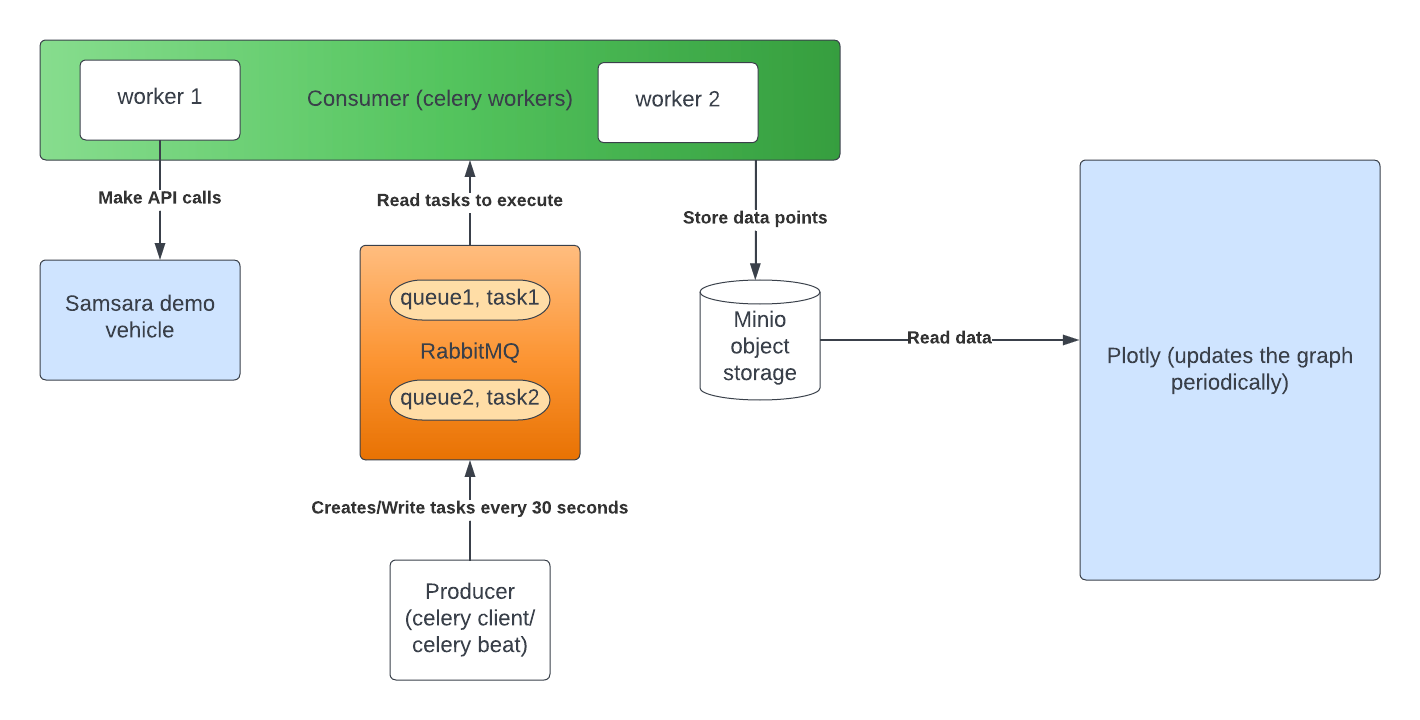 worker 1
Consumer (celery workers)
worker 2
Make API calls
Read tasks to execute
Store data points
Samsara demo
vehicle
queue1, task1
RabbitMQ
queue2, task2
Minio
object
storage
Read data
Plotly (updates the graph
periodically)
Creates/Write tasks every 30 seconds
Producer
(celery client/
celery beat)